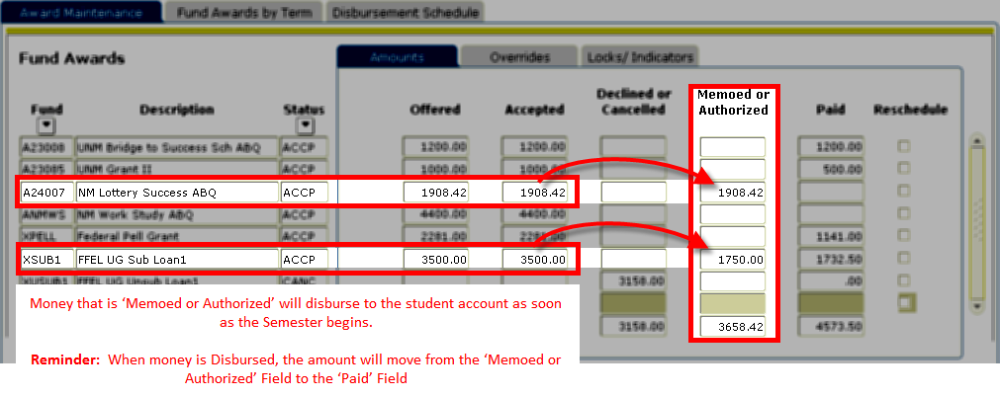 Award Maintenance Fund Awards by Term Disbursement Schedule
Fund Awards Amounts Overrides Locks/ Indicators
Fund Description Status Offered Accepted Declined or Cancelled Memoed or Authorized Paid Reschedule
A23008 UNM Bridge to Success Sch ABQ ACCP 1200.00 1200.00 1200.00
A23085 UNM Grant II ACCP 1000.00 1000.00 500.00
A24007 NM Lottery Success ABQ ACCP 1908.42 1908.42 1908.42
ANMWS NM Work Study ABQ ACCP 4400.00 4400.00
XPELL Federal Pell Grant ACCP 2281.00 2281.00 1141.00
XSUB1 FFEL UG Sub Loan1 ACCP 3500.00 3500.00 1750.00 1732.50
XUSUB1 FFEL UG Unsub Loan1 CANC 3158.00 .00
3158.00 3658.42 4573.50
Money that is ‘Memoed or Authorized’ will disburse to the student account as soon
as the Semester begins.
Reminder: When money is Disbursed, the amount will move from the ‘Memoed or
Authorized’ Field to the ‘Paid’ Field